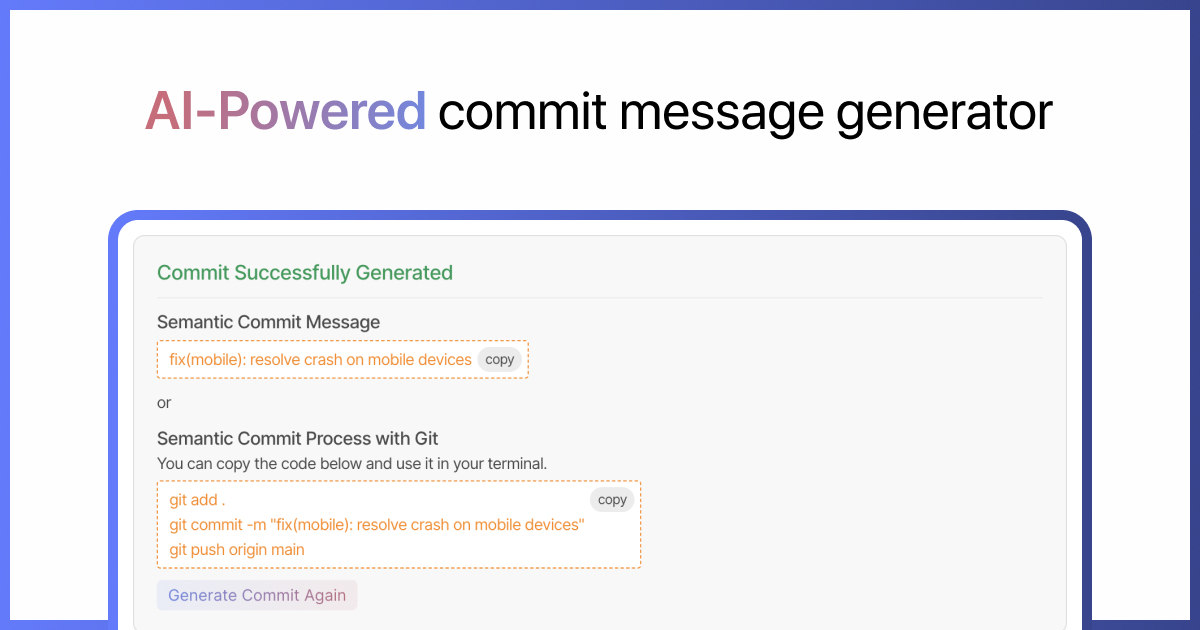 AI-Powered commit message generator
Commit Successfully Generated
Semantic Commit Message
fix(mobile): resolve crash on mobile devices copy
or
Semantic Commit Process with Git
You can copy the code below and use it in your terminal.
git add . copy
git commit -m "fix(mobile): resolve crash on mobile devices"
git push origin main
Generate Commit Again